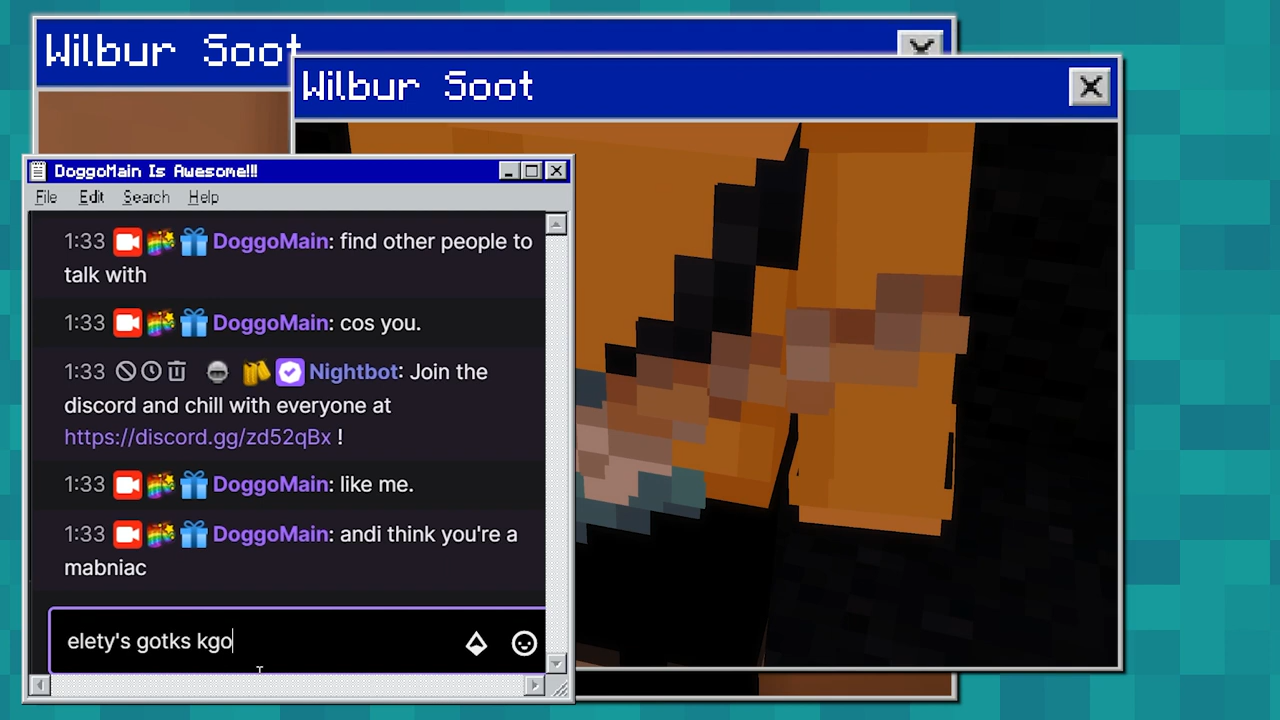 Wilbur Soot
Wilbur Soot
DoggoMain Is Awesome!!!
File Edit Search Help
1:33 DoggoMain: find other people to
talk with
1:33 DoggoMain: cos you.
1:33 Nightbot: Join the
discord and chill with everyone at
https://discord.gg/zd52qBx !
1:33 DoggoMain: like me.
1:33 DoggoMain: andi think you're a
mabniac
elety's gotks kgo